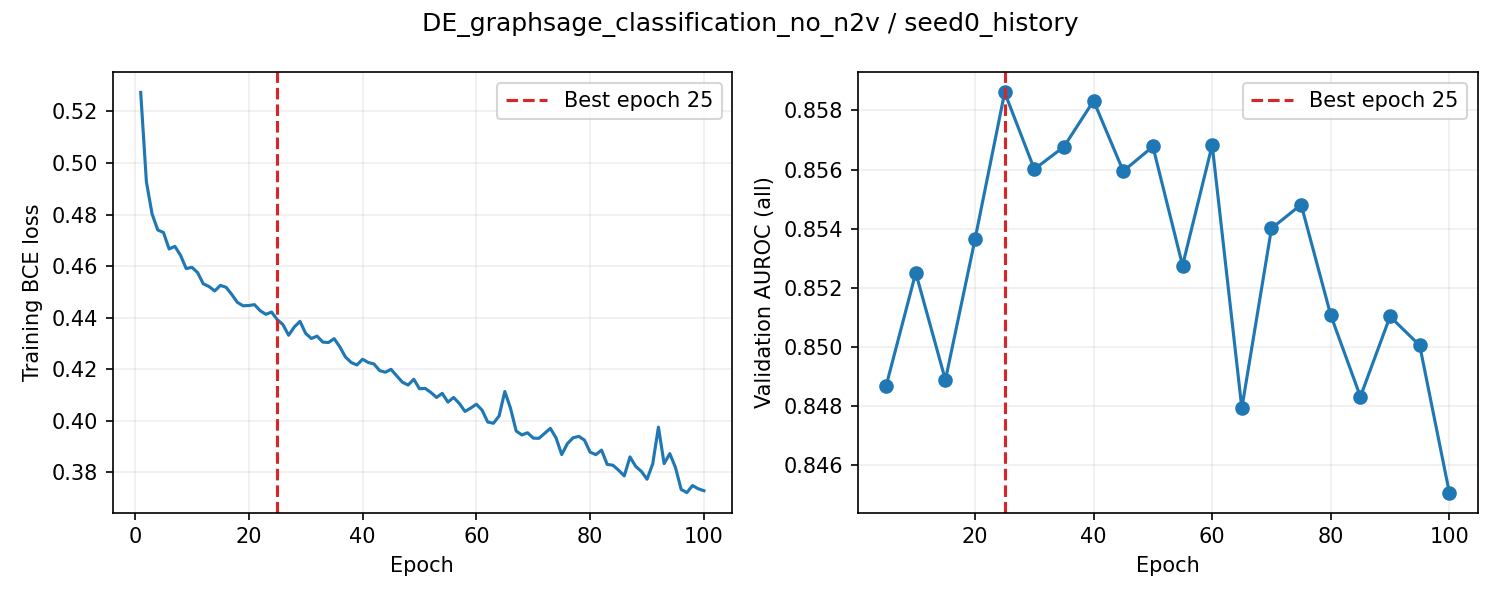 DE_graphsage_classification_no_n2v / seed0_history
Training BCE loss
0.52
0.50
0.48
0.46
0.44
0.42
0.40
0.38
Best epoch 25
0 20 40 60 80 100
Epoch
Validation AUROC (all)
0.858
0.856
0.854
0.852
0.850
0.848
0.846
Best epoch 25
20 40 60 80 100
Epoch